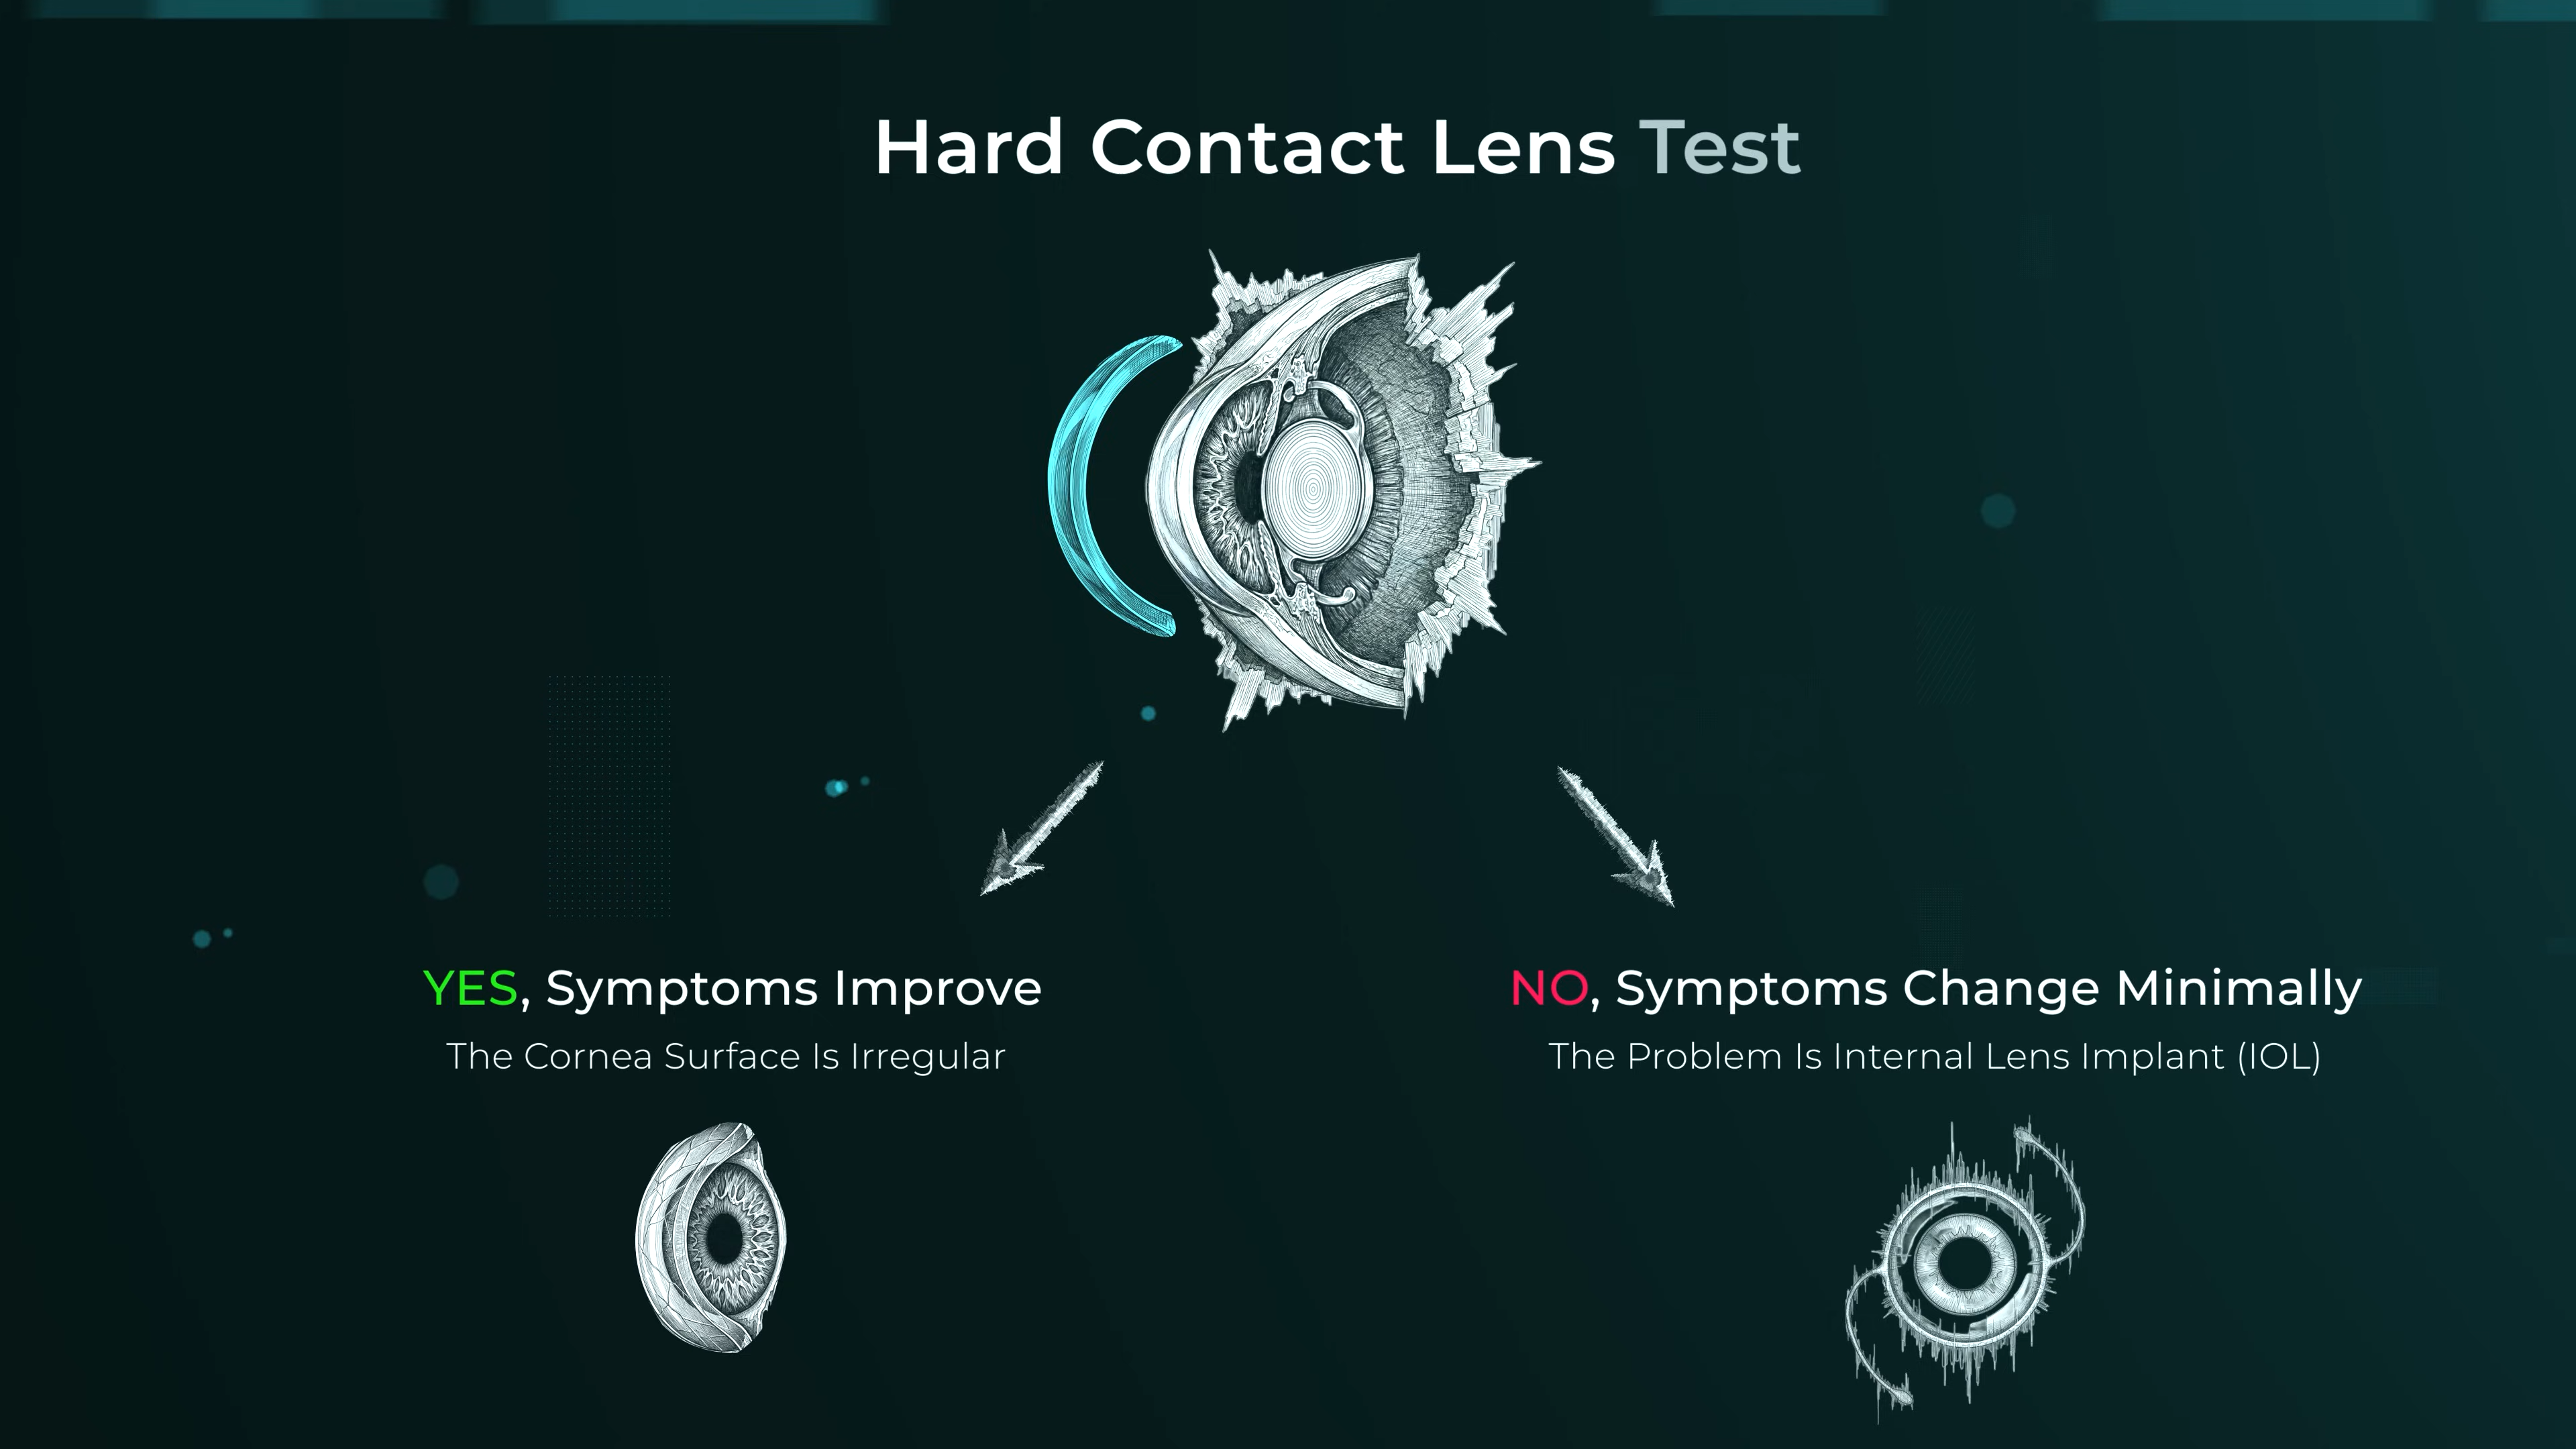 Hard Contact Lens Test
YES, Symptoms Improve
The Cornea Surface Is Irregular
NO, Symptoms Change Minimally
The Problem Is Internal Lens Implant (IOL)